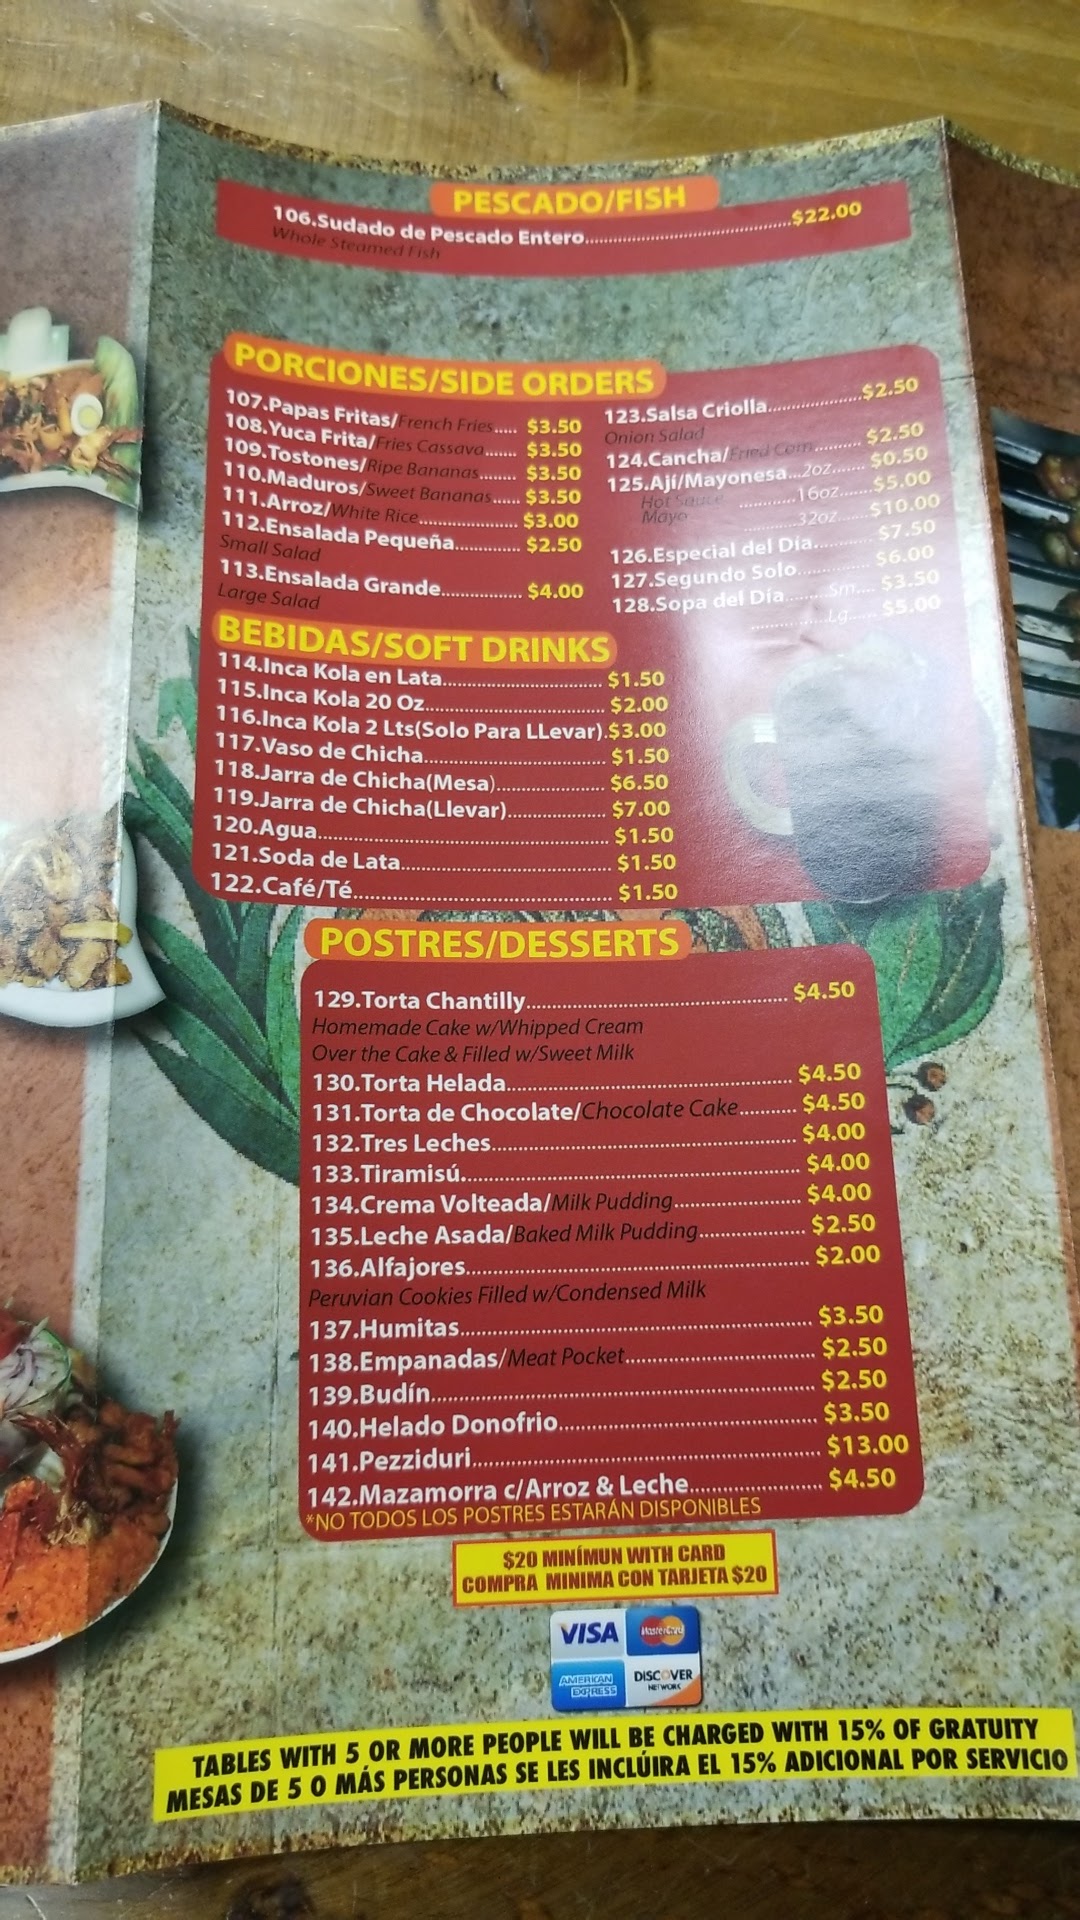 PESCADO/FISH
106.Sudado de Pescado Entero.......$22.00
Whole Steamed Fish
PORCIONES/SIDE ORDERS
107.Papas Fritas/French Fries..... $3.50
108.Yuca Frita/Fries Cassava...... $3.50
109.Tostones/Ripe Bananas....... $3.50
110.Maduros/Sweet Bananas..... $3.50
111.Arroz/White Rice................ $3.00
112.Ensalada Pequeña............ $2.50
Small Salad
113.Ensalada Grande............... $4.00
Large Salad
123.Salsa Criolla.................$2.50
Onion Salad
124.Cancha/Fried Corn......... $2.50
125.Ají/Mayonesa...2oz...... $0.50
Hot Sauce ...........16oz.......$5.00
Mayo ...........32oz...... $10.00
126.Especial del Dia........... $7.50
127.Segundo Solo............. $6.00
128.Sopa del Día........Sm.... $3.50
.................Lg...... $5.00
BEBIDAS/SOFT DRINKS
114.Inca Kola en Lata............................ $1.50
115.Inca Kola 20 Oz............................... $2.00
116.Inca Kola 2 Lts(Solo Para LLevar).$3.00
117.Vaso de Chicha................................ $1.50
118.Jarra de Chicha(Mesa)................... $6.50
119.Jarra de Chicha(Llevar)................. $7.00
120.Agua.................................................. $1.50
121.Soda de Lata.................................... $1.50
122.Café/Té............................................ $1.50
POSTRES/DESSERTS
129.Torta Chantilly............................................ $4.50
Homemade Cake w/Whipped Cream
Over the Cake & Filled w/Sweet Milk
130.Torta Helada................................................ $4.50
131.Torta de Chocolate/Chocolate Cake.......... $4.50
132.Tres Leches................................................... $4.00
133.Tiramisú........................................................ $4.00
134.Crema Volteada/Milk Pudding..................... $4.00
135.Leche Asada/Baked Milk Pudding................. $2.50
136.Alfajores......................................................... $2.00
Peruvian Cookies Filled w/Condensed Milk
137.Humitas.......................................................... $3.50
138.Empanadas/Meat Pocket............................... $2.50
139.Budín............................................................... $2.50
140.Helado Donofrio........................................... $3.50
141.Pezziduri......................................................... $13.00
142.Mazamorra c/Arroz & Leche..................... $4.50
*NO TODOS LOS POSTRES ESTARÁN DISPONIBLES
$20 MINÍMUN WITH CARD
COMPRA MINIMA CON TARJETA $20
VISA MasterCard
AMERICAN EXPRESS DISCOVER NETWORK
TABLES WITH 5 OR MORE PEOPLE WILL BE CHARGED WITH 15% OF GRATUITY
MESAS DE 5 O MÁS PERSONAS SE LES INCLÚIRA EL 15% ADICIONAL POR SERVICIO